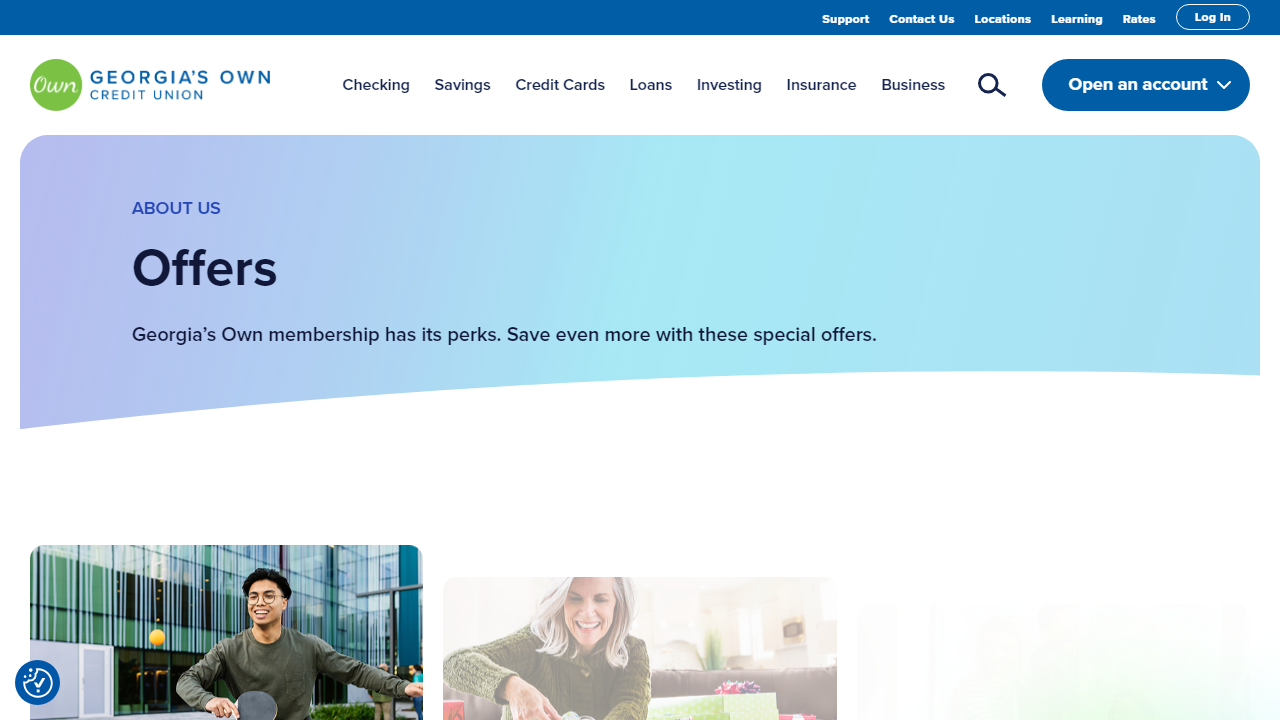 Support Contact Us Locations Learning Rates Log In
Own GEORGIA'S OWN
CREDIT UNION
Checking Savings Credit Cards Loans Investing Insurance Business Open an account
ABOUT US
Offers
Georgia’s Own membership has its perks. Save even more with these special offers.